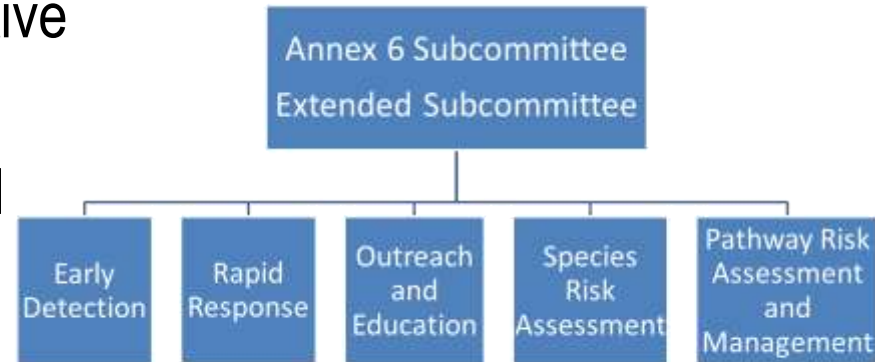 Annex 6 Subcommittee
Extended Subcommittee
Early
Detection
Rapid
Response
Outreach
and
Education
Species
Risk
Assessment
Pathway Risk
Assessment
and
Management